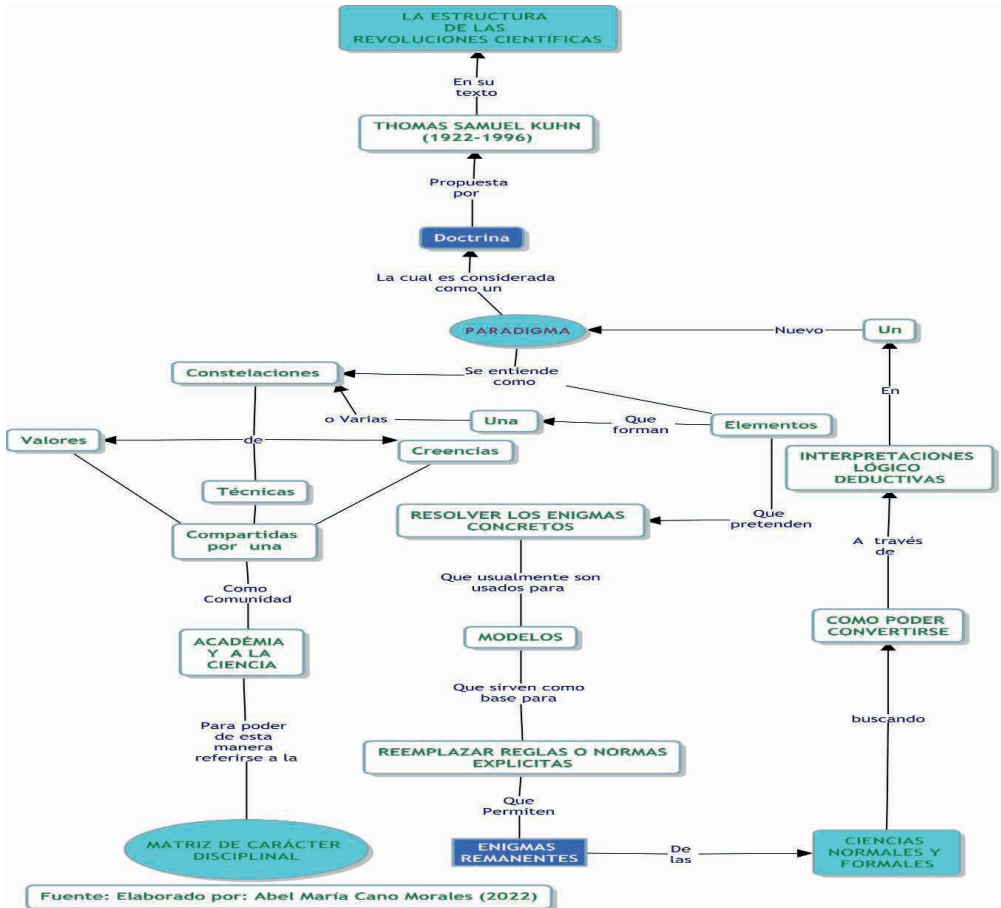 LA ESTRUCTURA
DE LAS
REVOLUCIONES CIENTÍFICAS
En su
texto
THOMAS SAMUEL KUHN
(1922-1996)
Propuesta
por
Doctrina
La cual es considerada
como un
PARADIGMA
Nuevo
Un
Constelaciones
Se entiende
como
En
o Varias
Una
Que
forman
Elementos
Valores
de
Creencias
INTERPRETACIONES
LÓGICO
DEDUCTIVAS
Técnicas
RESOLVER LOS ENIGMAS
CONCRETOS
Que
pretenden
Compartidas
por una
A través
de
Como
Comunidad
Que usualmente son
usados para
ACADÉMIA
Y A LA
CIENCIA
MODELOS
COMO PODER
CONVERTIRSE
Que sirven como
base para
buscando
Para poder
de esta
manera
referirse a la
REEMPLAZAR REGLAS O NORMAS
EXPLICITAS
Que
Permiten
MATRIZ DE CARÁCTER
DISCIPLINAL
ENIGMAS
REMANENTES
De
las
CIENCIAS
NORMALES Y
FORMALES
Fuente: Elaborado por: Abel María Cano Morales (2022)